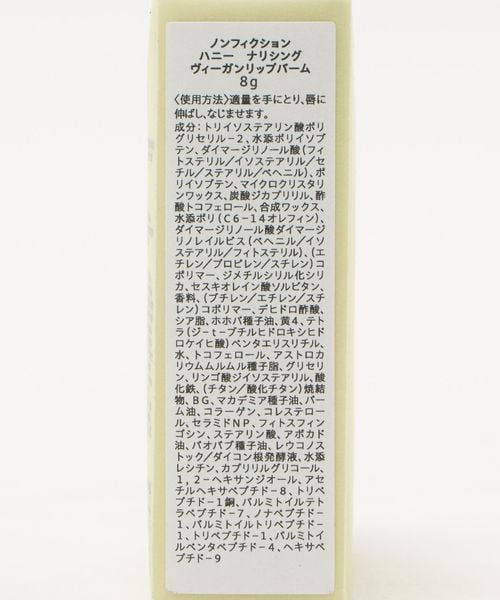 ノンフィクション
ハニー　ナリシング
ヴィーガンリップバーム
8g
〈使用方法〉適量を手にとり、唇に
伸ばし、なじませます。
成分：トリイソステアリン酸ポリ
グリセリル－2、水添ポリイソブ
テン、ダイマージリノール酸（フィ
トステリル／イソステアリル／セ
チル／ステアリル／ベヘニル）、ポ
リイソブテン、マイクロクリスタリ
ンワックス、炭酸ジカプリリル、酢
酸トコフェロール、合成ワックス、
水添ポリ（C6－14オレフィン）、
ダイマージリノール酸ダイマージ
リノレイルビス（ベヘニル／イソ
ステアリル／フィトステリル）、（エ
チレン／プロピレン／スチレン）コ
ポリマー、ジメチルシリル化シリ
カ、セスキオレイン酸ソルビタン、
香料、（ブチレン／エチレン／スチ
レン）コポリマー、デヒドロ酢酸、
シア脂、ホホバ種子油、黄4、テト
ラ（ジ－t－ブチルヒドロキシヒド
ロケイヒ酸）ペンタエリスリチル、
水、トコフェロール、アストロカ
リウムムルムル種子脂、グリセリ
ン、リンゴ酸ジイソステアリル、酸
化鉄、（チタン／酸化チタン）焼結
物、BG、マカデミア種子油、パー
ム油、コラーゲン、コレステロー
ル、セラミドNP、フィトスフィン
ゴシン、ステアリン酸、アボカド
油、バオバブ種子油、レウコノス
トック／ダイコン根発酵液、水添
レシチン、カプリリルグリコール、
1，2－ヘキサンジオール、アセ
チルヘキサペプチド－8、トリペ
プチド－1銅、パルミトイルテト
ラペプチド－7、ノナペプチド－
1、パルミトイルトリペプチド－
1、トリペプチド－1、パルミトイ
ルペンタペプチド－4、ヘキサペ
プチド－9